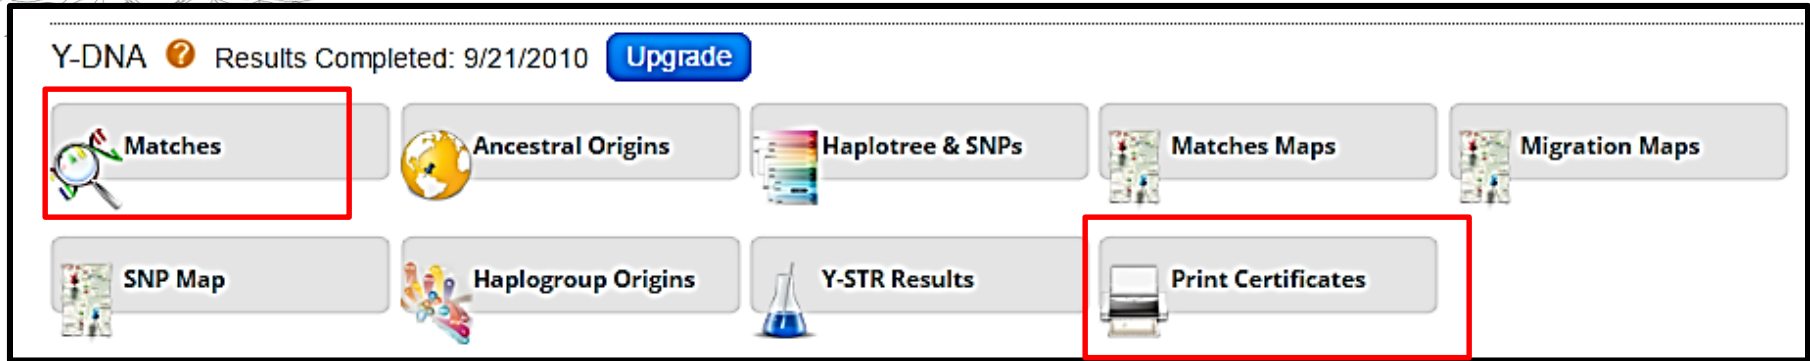 Y-DNA ? Results Completed: 9/21/2010 Upgrade
Matches Ancestral Origins Haplotree & SNPs Matches Maps Migration Maps
SNP Map Haplogroup Origins Y-STR Results Print Certificates